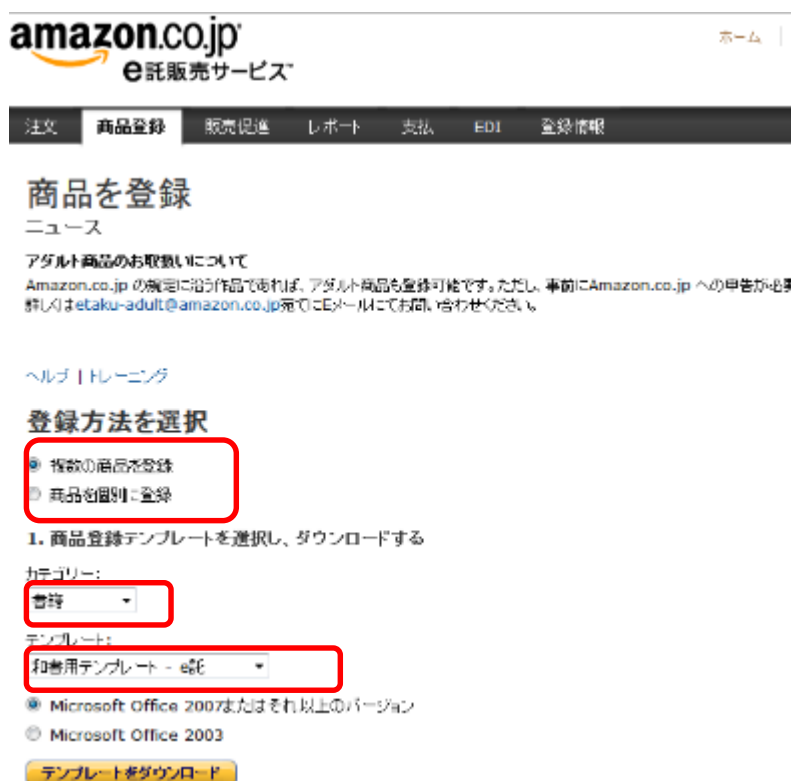 amazon.co.jp
ホーム
e託販売サービス
注文 商品登録 販売促進 レポート 支払 EDI 登録情報
商品を登録
ニュース
アダルト商品のお取扱いについて
Amazon.co.jp の規定に沿う作品であれば、アダルト商品も登録可能です。ただし、事前にAmazon.co.jp への申告が必要
詳しくはetaku-adult@amazon.co.jp宛てにEメールにてお問い合わせください。
ヘルプ | トレーニング
登録方法を選択
複数の商品を登録
商品を個別に登録
1. 商品登録テンプレートを選択し、ダウンロードする
カテゴリー:
書籍
テンプレート:
和書用テンプレート - e託
Microsoft Office 2007またはそれ以上のバージョン
Microsoft Office 2003
テンプレートをダウンロード